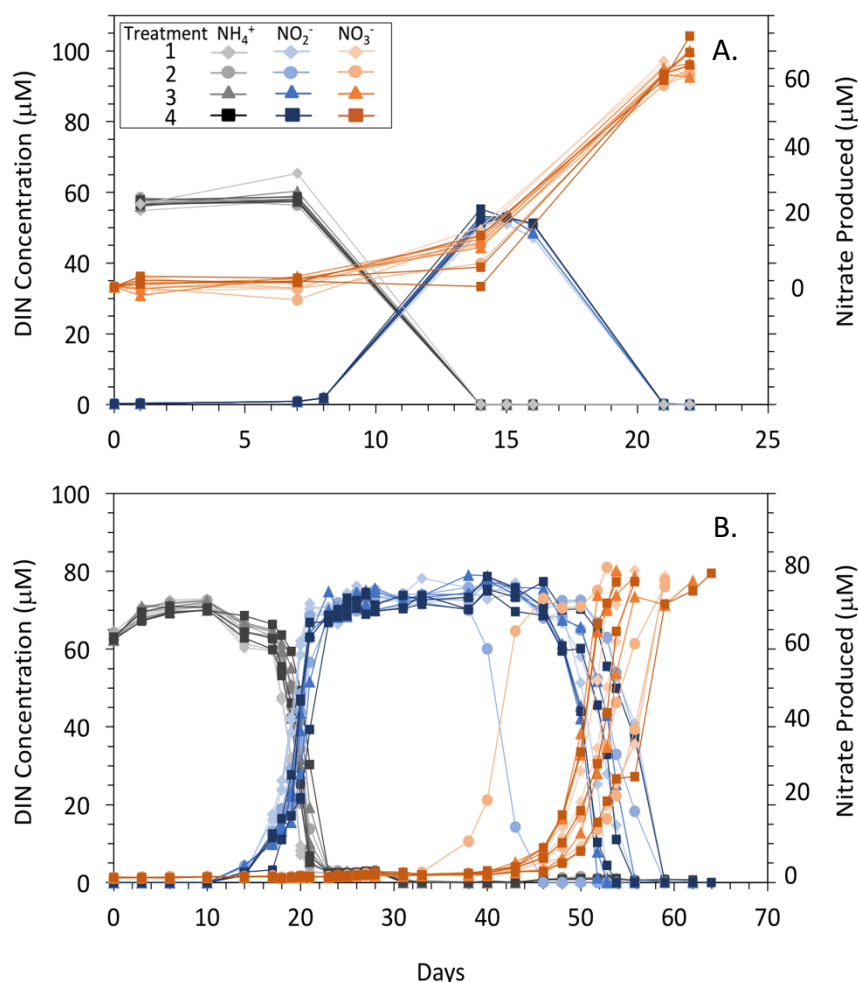 A.
Treatment NH₄⁺ NO₂⁻ NO₃⁻
1
2
3
4
DIN Concentration (μM)
100
80
60
40
20
0
Nitrate Produced (μM)
60
40
20
0
0 5 10 15 20 25
B.
DIN Concentration (μM)
100
80
60
40
20
0
Nitrate Produced (μM)
80
60
40
20
0
0 10 20 30 40 50 60 70
Days